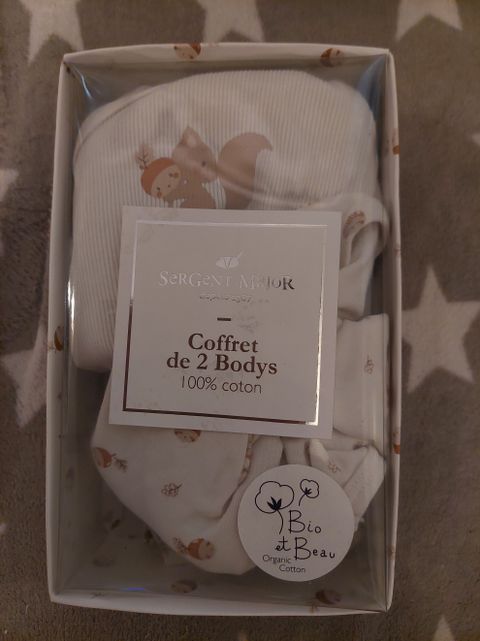 SeRGeNT MaJoR
Coffret
de 2 Bodys
100% coton
Bio
et Beau
Organic
Cotton